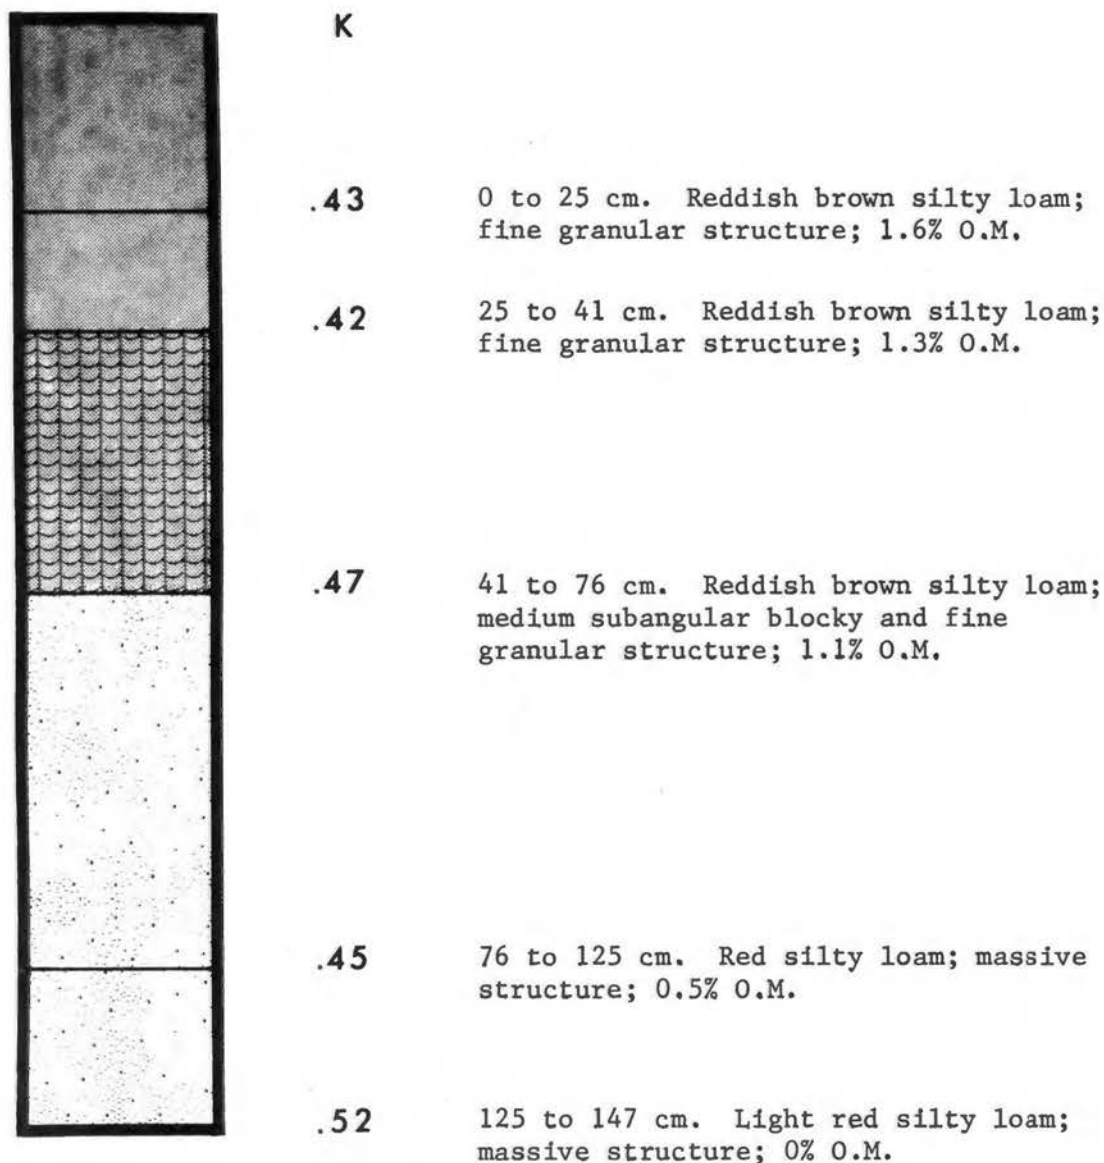 K
.43 0 to 25 cm. Reddish brown silty loam;
fine granular structure; 1.6% O.M.
.42 25 to 41 cm. Reddish brown silty loam;
fine granular structure; 1.3% O.M.
.47 41 to 76 cm. Reddish brown silty loam;
medium subangular blocky and fine
granular structure; 1.1% O.M.
.45 76 to 125 cm. Red silty loam; massive
structure; 0.5% O.M.
.52 125 to 147 cm. Light red silty loam;
massive structure; 0% O.M.